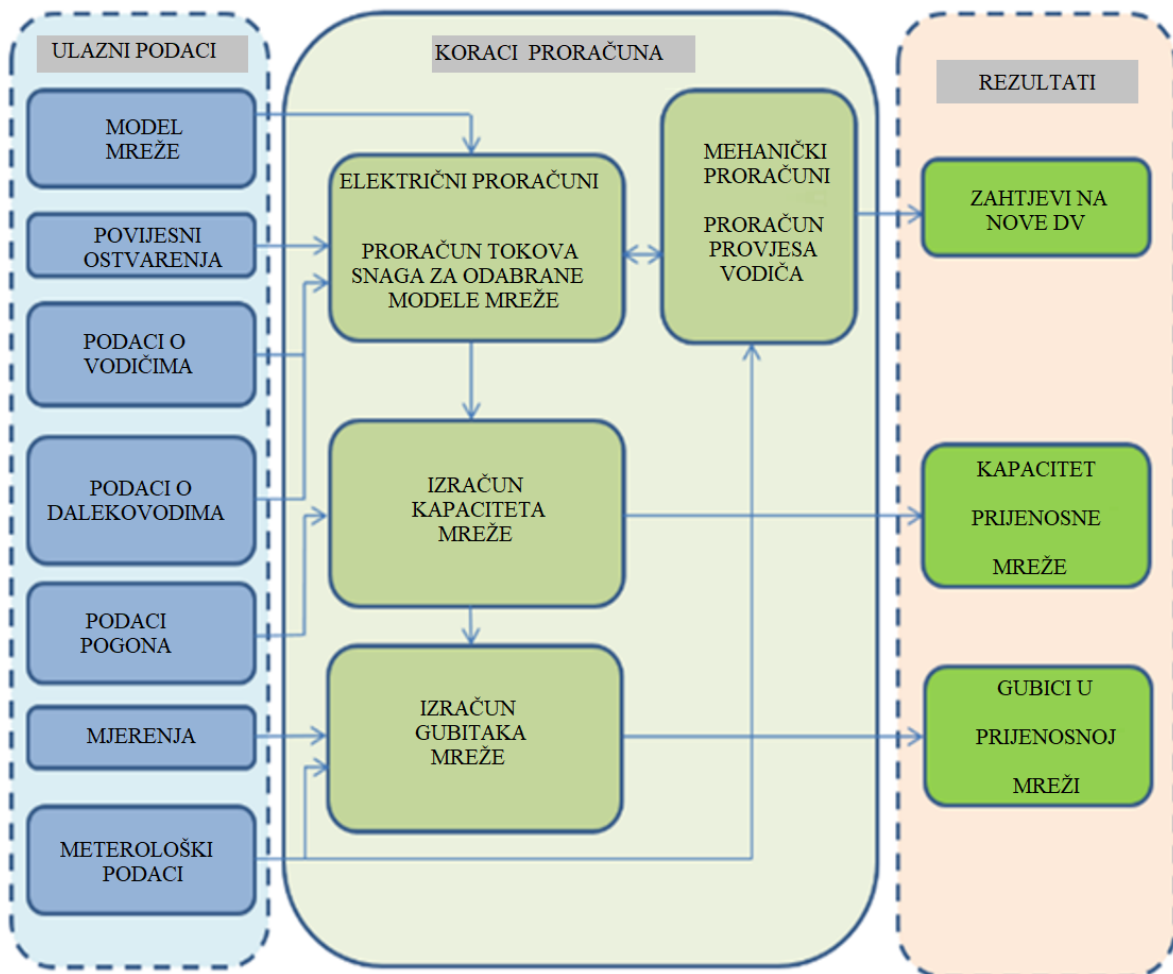 ULAZNI PODACI
MODEL
MREŽE
POVIJESNI
OSTVARENJA
PODACI O
VODIČIMA
PODACI O
DALEKOVODIMA
PODACI
POGONA
MJERENJA
METEROLOŠKI
PODACI
KORACI PRORAČUNA
ELEKTRIČNI PRORAČUNI
PRORAČUN TOKOVA
SNAGA ZA ODABRANE
MODELE MREŽE
MEHANIČKI
PRORAČUNI
PRORAČUN
PROVJESA
VODIČA
IZRAČUN
KAPACITETA
MREŽE
IZRAČUN
GUBITAKA
MREŽE
REZULTATI
ZAHTJEVI NA
NOVE DV
KAPACITET
PRIJENOSNE
MREŽE
GUBICI U
PRIJENOSNOJ
MREŽI